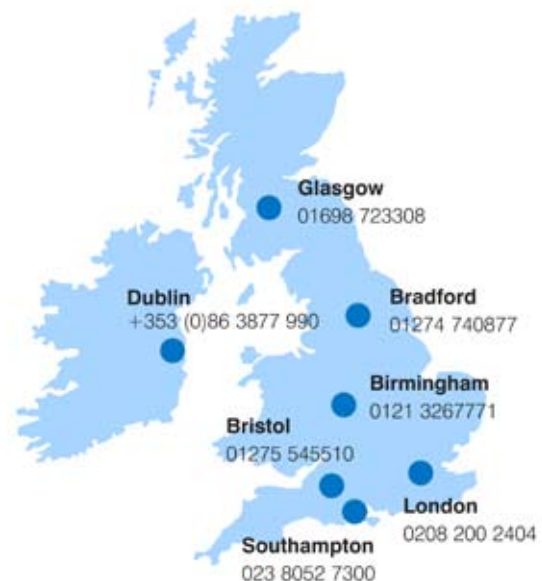 Glasgow
01698 723308
Dublin
+353 (0)86 3877 990
Bradford
01274 740877
Birmingham
0121 3267771
Bristol
01275 545510
London
0208 200 2404
Southampton
023 8052 7300